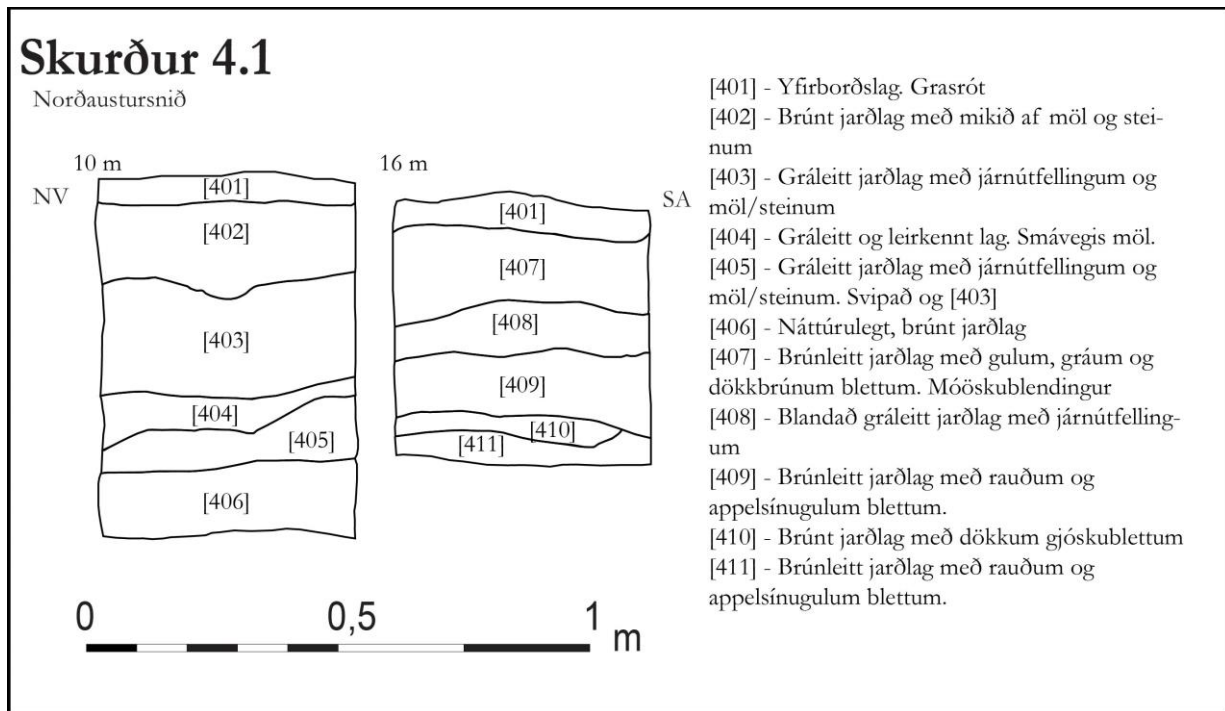 Skurður 4.1
Norðaustursnið
10 m
NV
[401]
[402]
[403]
[404]
[405]
[406]
16 m
SA
[401]
[407]
[408]
[409]
[410]
[411]
[401] - Yfirborðslag. Grasrót
[402] - Brúnt jarðlag með mikið af möl og stei-
num
[403] - Gráleitt jarðlag með járnútfellingum og
möl/steinum
[404] - Gráleitt og leirkennt lag. Smávegis möl.
[405] - Gráleitt jarðlag með járnútfellingum og
möl/steinum. Svipað og [403]
[406] - Náttúrulegt, brúnt jarðlag
[407] - Brúnleitt jarðlag með gulum, gráum og
dökkbrúnum blettum. Móöskublendingur
[408] - Blandað gráleitt jarðlag með járnútfelling-
um
[409] - Brúnleitt jarðlag með rauðum og
appelsínugulum blettum.
[410] - Brúnt jarðlag með dökkum gjóskublettum
[411] - Brúnleitt jarðlag með rauðum og
appelsínugulum blettum.
0 0,5 1
m